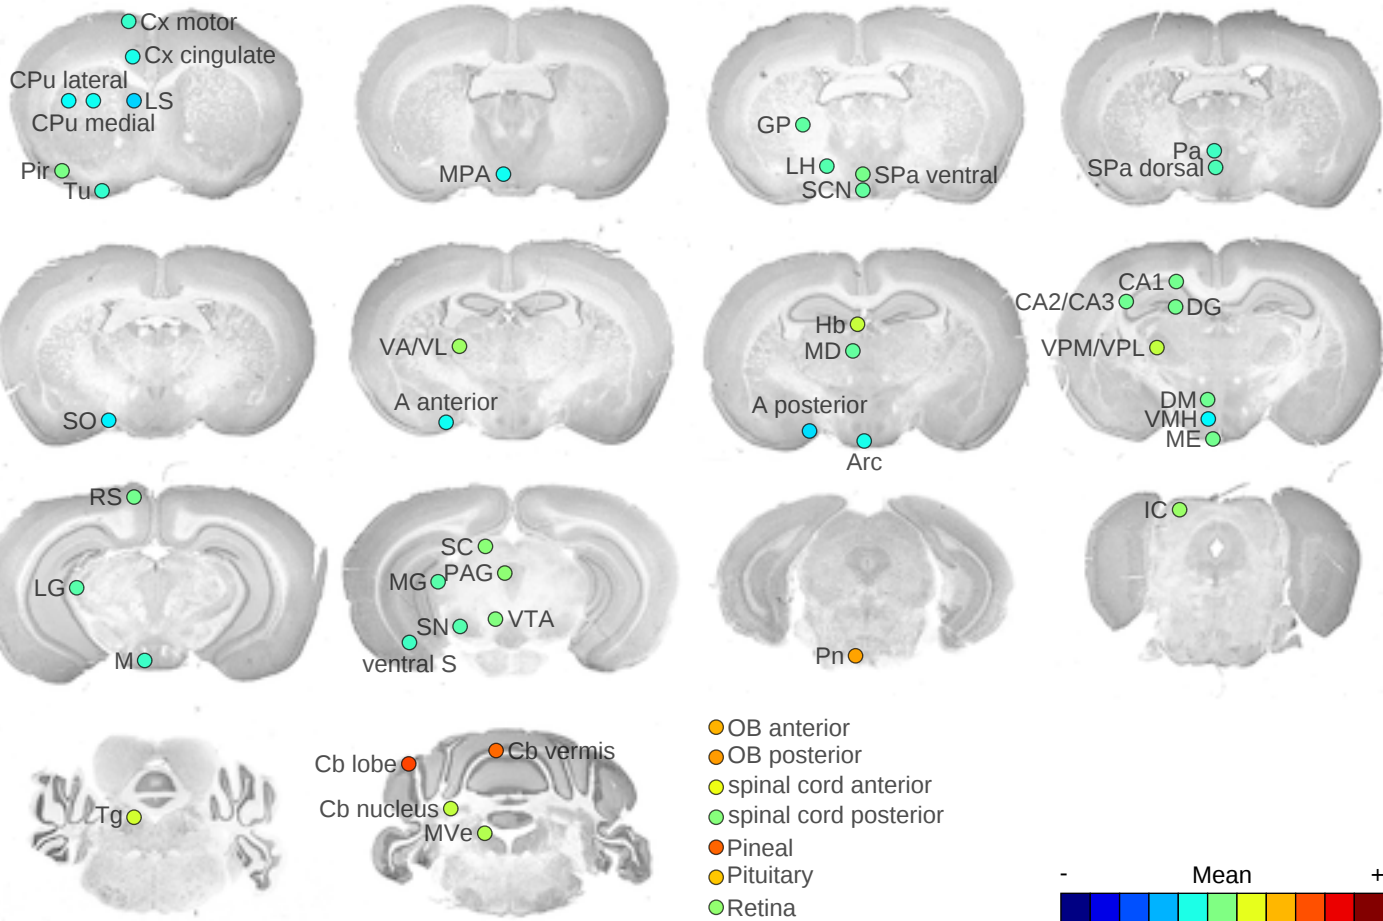 Cx motor
Cx cingulate
CPu lateral
LS
CPu medial
Pir
Tu
MPA
GP
LH
SPa ventral
SCN
Pa
SPa dorsal
SO
VA/VL
A anterior
Hb
MD
A posterior
Arc
CA1
CA2/CA3
DG
VPM/VPL
DM
VMH
ME
RS
LG
M
SC
MG
PAG
SN
VTA
ventral S
Pn
IC
Tg
Cb lobe
Cb vermis
Cb nucleus
MVe
OB anterior
OB posterior
spinal cord anterior
spinal cord posterior
Pineal
Pituitary
Retina
- Mean +